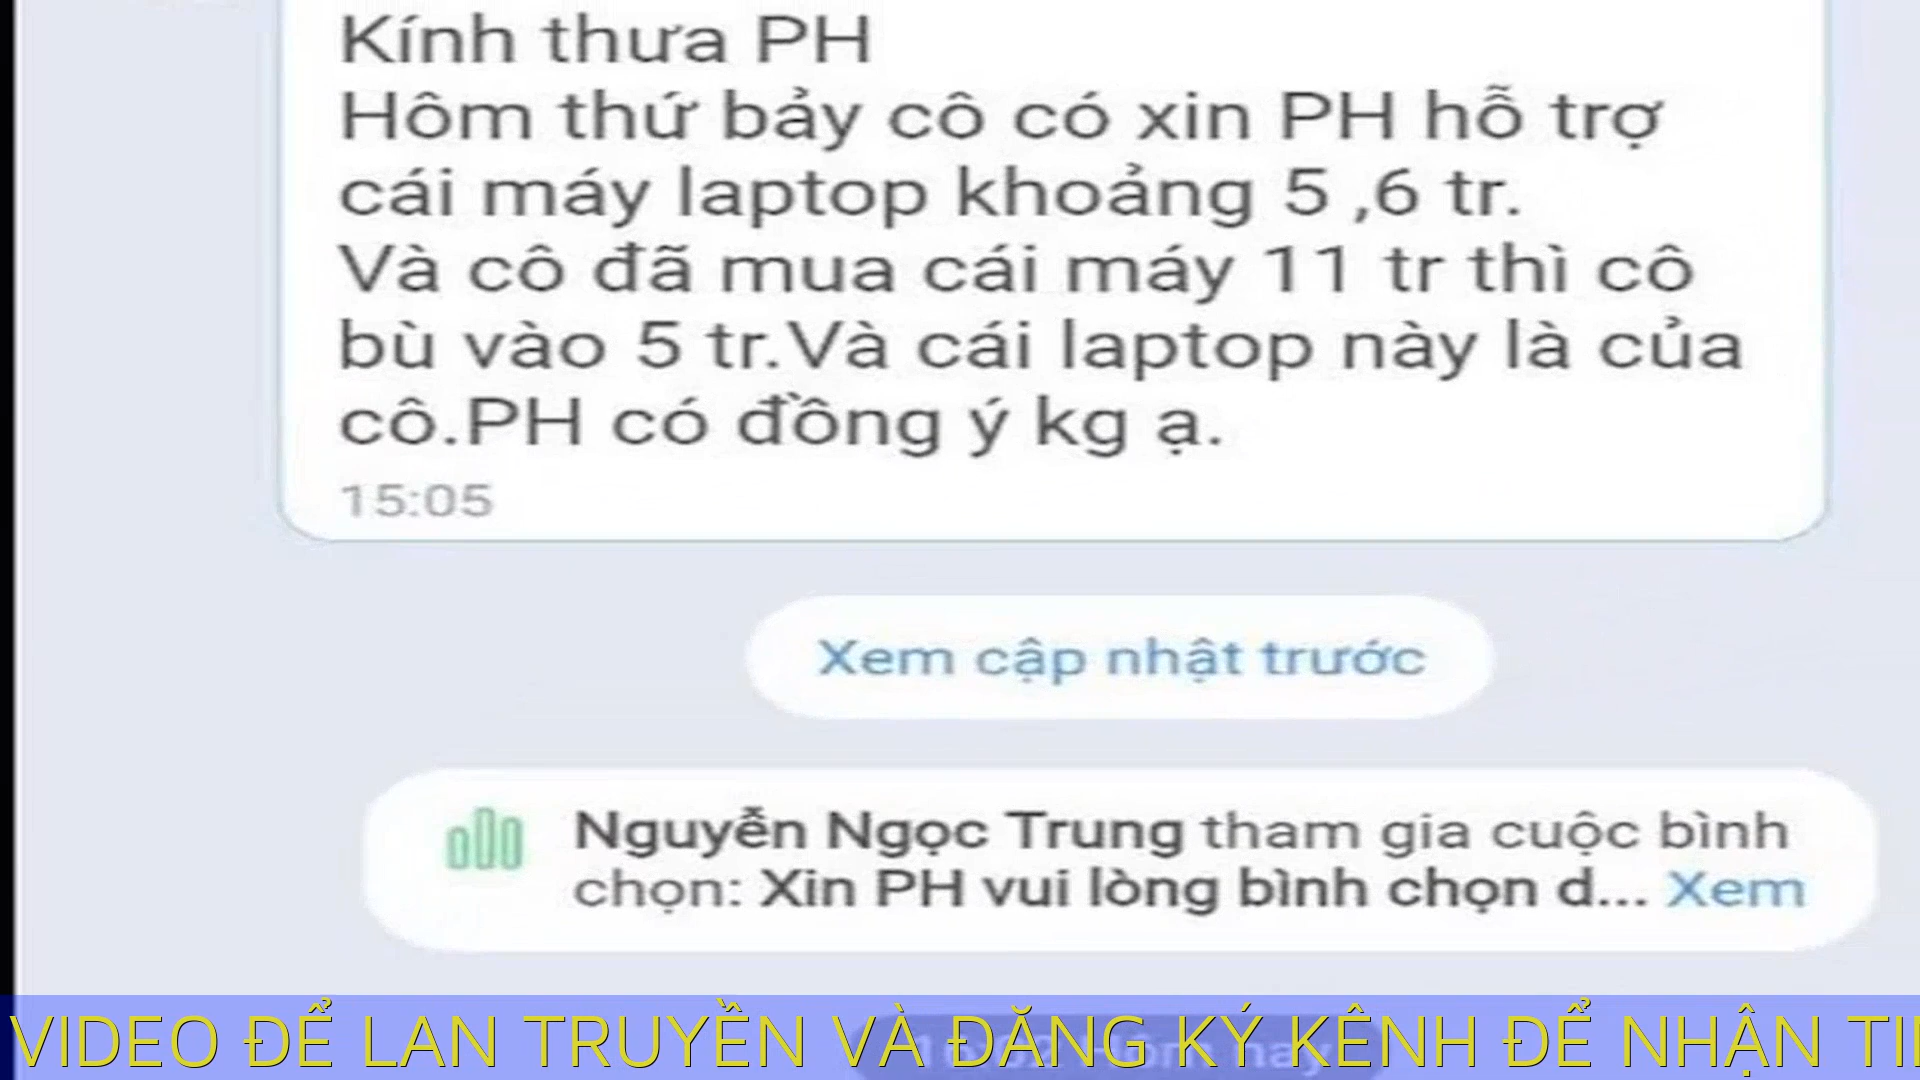 Kính thưa PH
Hôm thứ bảy cô có xin PH hỗ trợ
cái máy laptop khoảng 5 ,6 tr.
Và cô đã mua cái máy 11 tr thì cô
bù vào 5 tr.Và cái laptop này là của
cô.PH có đồng ý kg ạ.
15:05
Xem cập nhật trước
Nguyễn Ngọc Trung tham gia cuộc bình
chọn: Xin PH vui lòng bình chọn d... Xem
VIDEO ĐỂ LAN TRUYỀN VÀ ĐĂNG KÝ KÊNH ĐỂ NHẬN